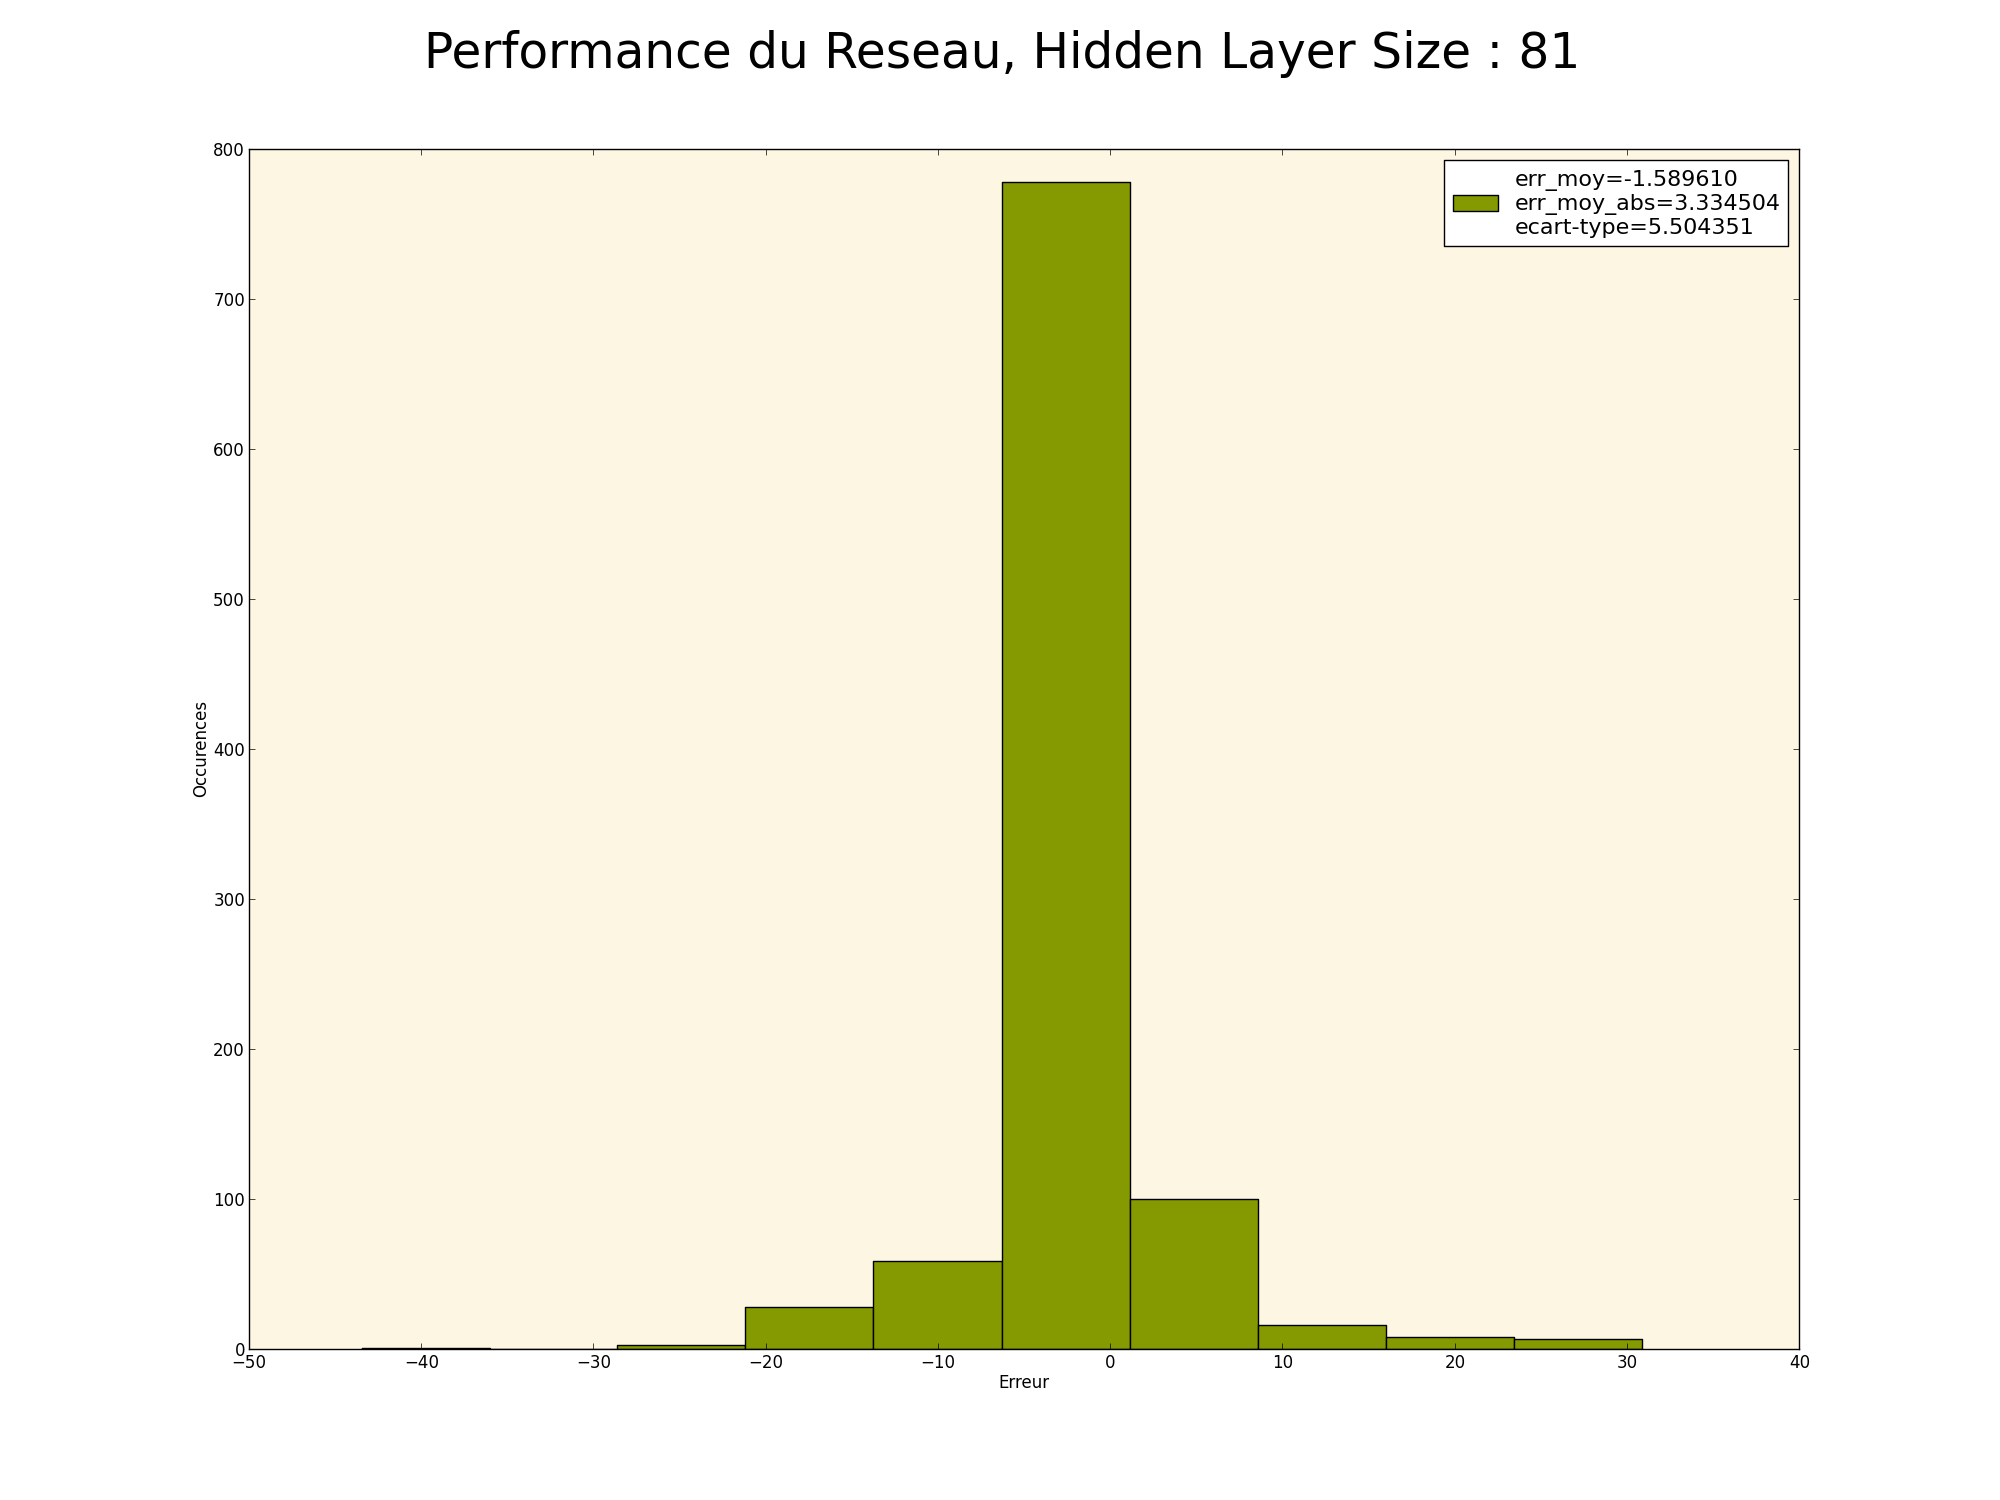 Performance du Reseau, Hidden Layer Size : 81
err_moy=-1.589610
err_moy_abs=3.334504
ecart-type=5.504351
800
700
600
500
400
300
200
100
0
Occurences
−50 −40 −30 −20 −10 0 10 20 30 40
Erreur